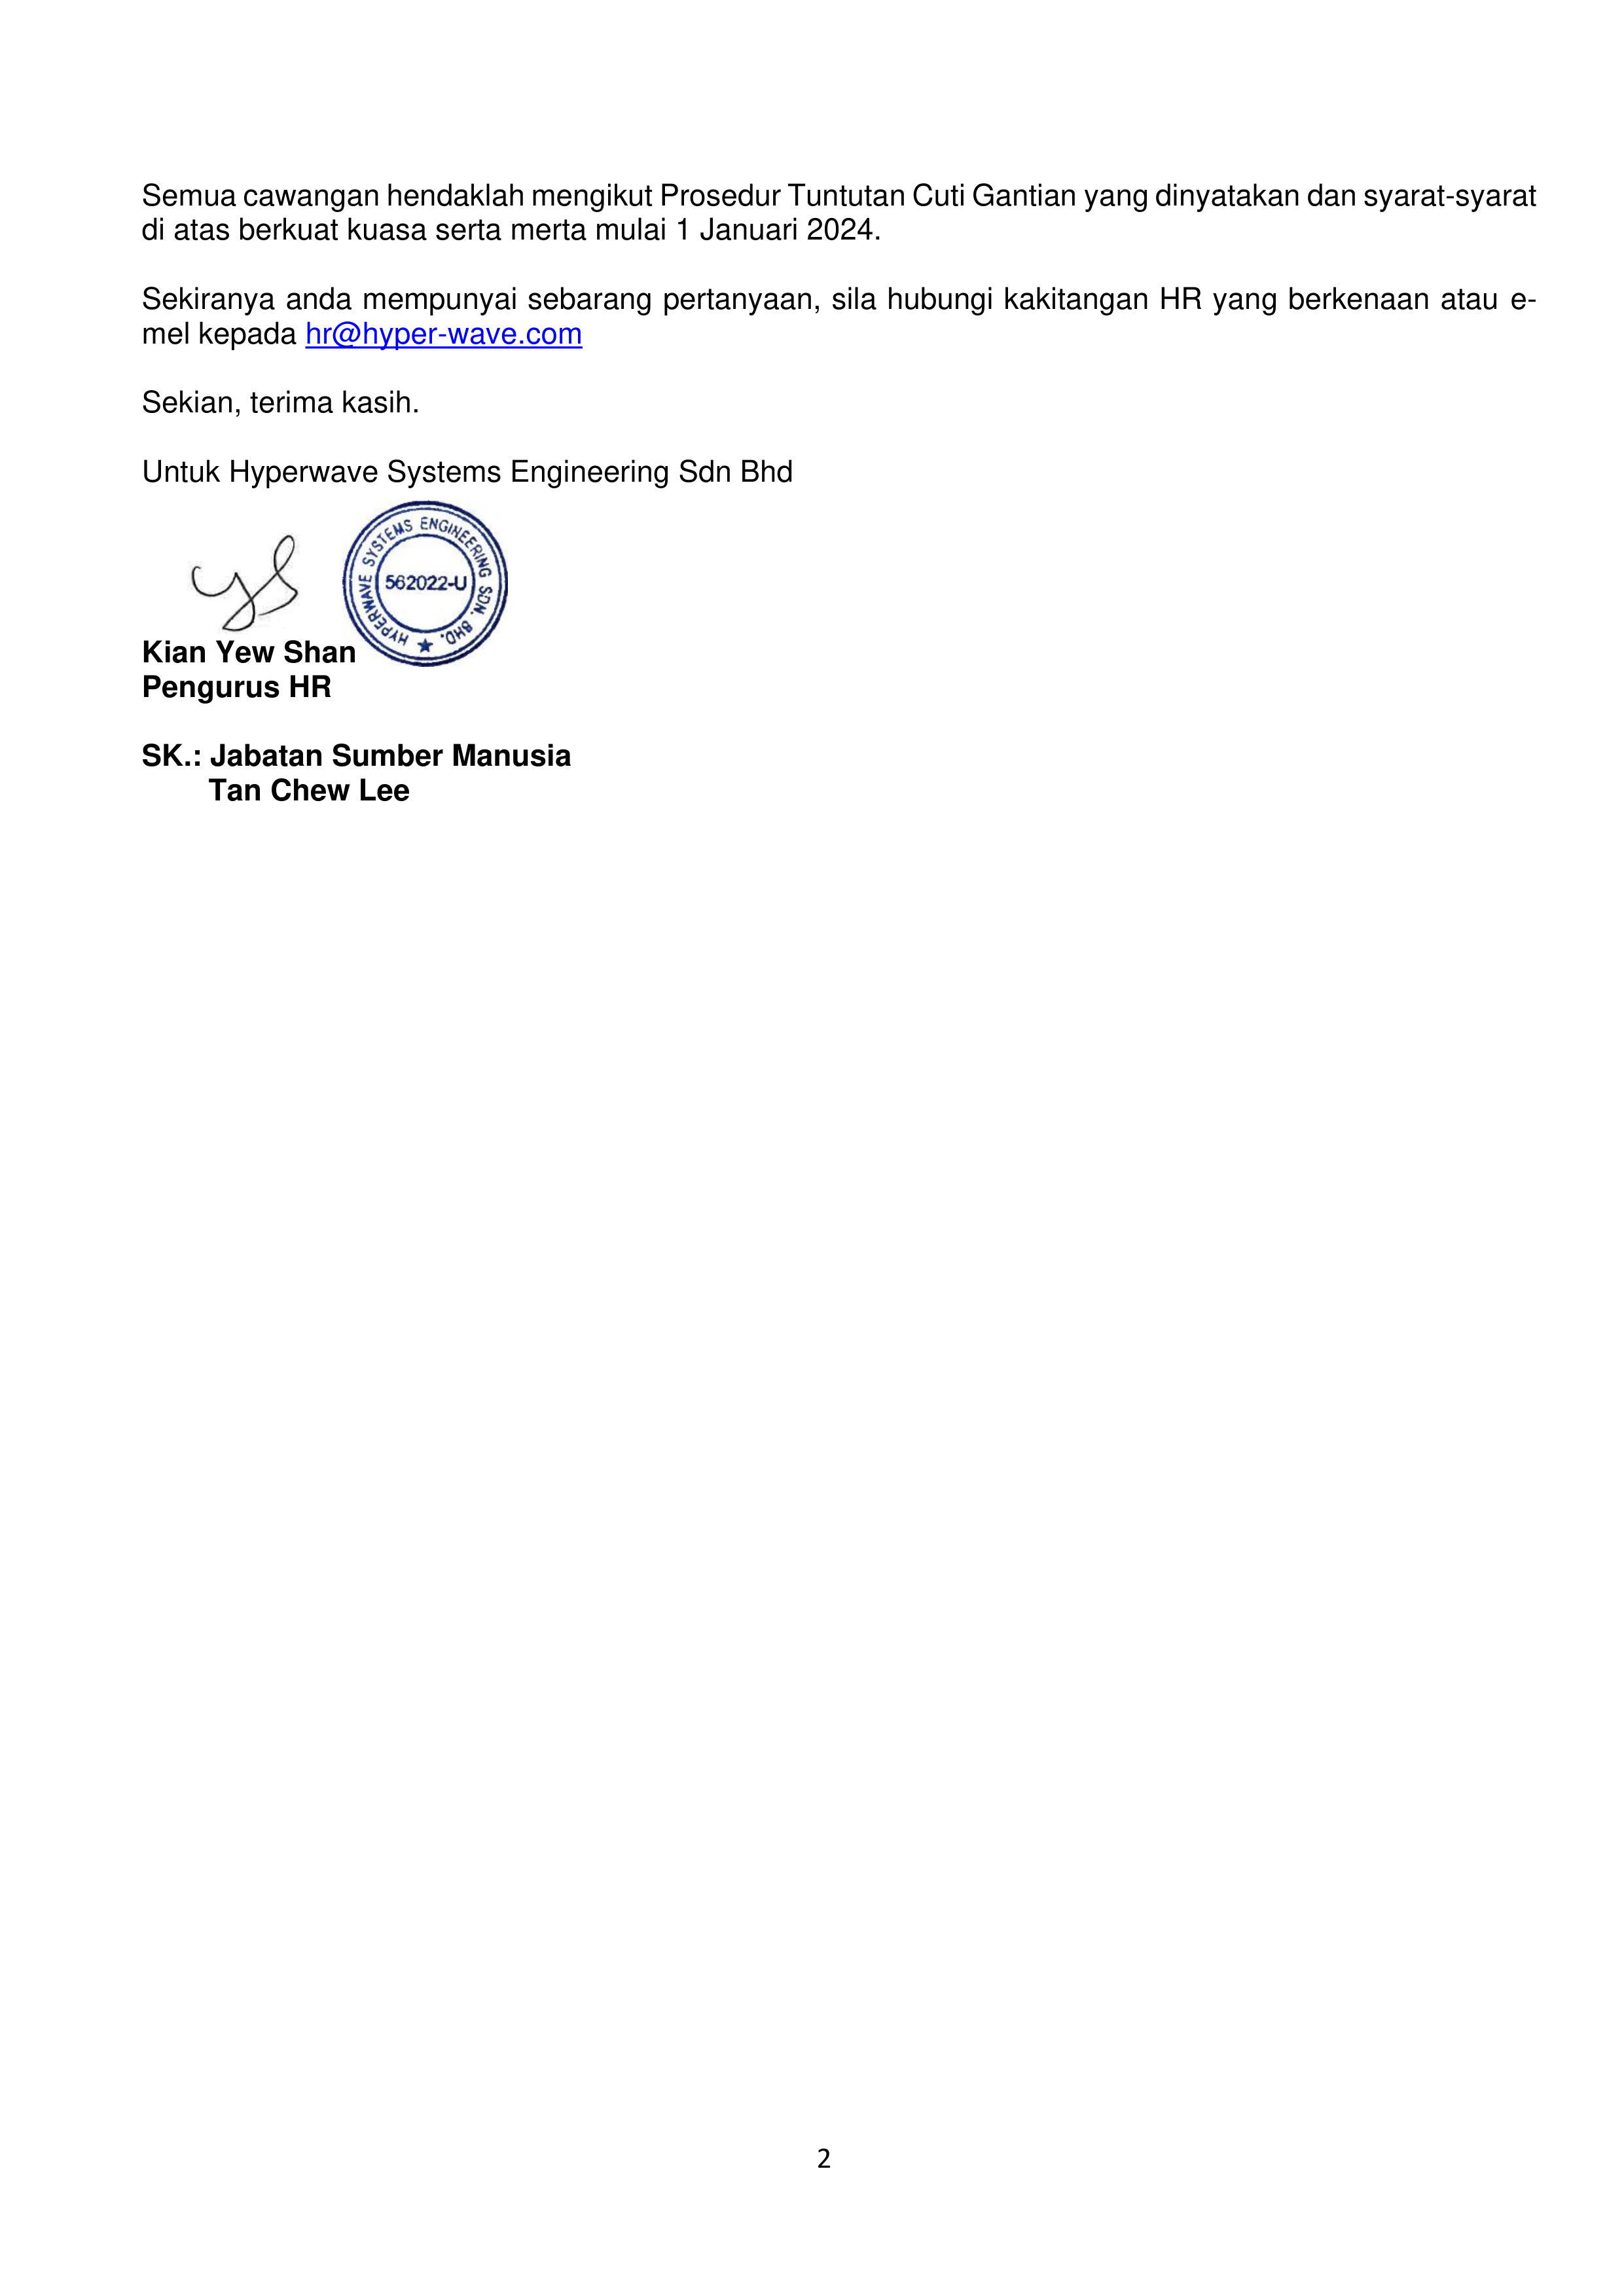 Semua cawangan hendaklah mengikut Prosedur Tuntutan Cuti Gantian yang dinyatakan dan syarat-syarat
di atas berkuat kuasa serta merta mulai 1 Januari 2024.
Sekiranya anda mempunyai sebarang pertanyaan, sila hubungi kakitangan HR yang berkenaan atau e-
mel kepada hr@hyper-wave.com
Sekian, terima kasih.
Untuk Hyperwave Systems Engineering Sdn Bhd
HYPERWAVE SYSTEMS ENGINEERING SDN. BHD.
562022-U
Kian Yew Shan
Pengurus HR
SK.: Jabatan Sumber Manusia
Tan Chew Lee
2